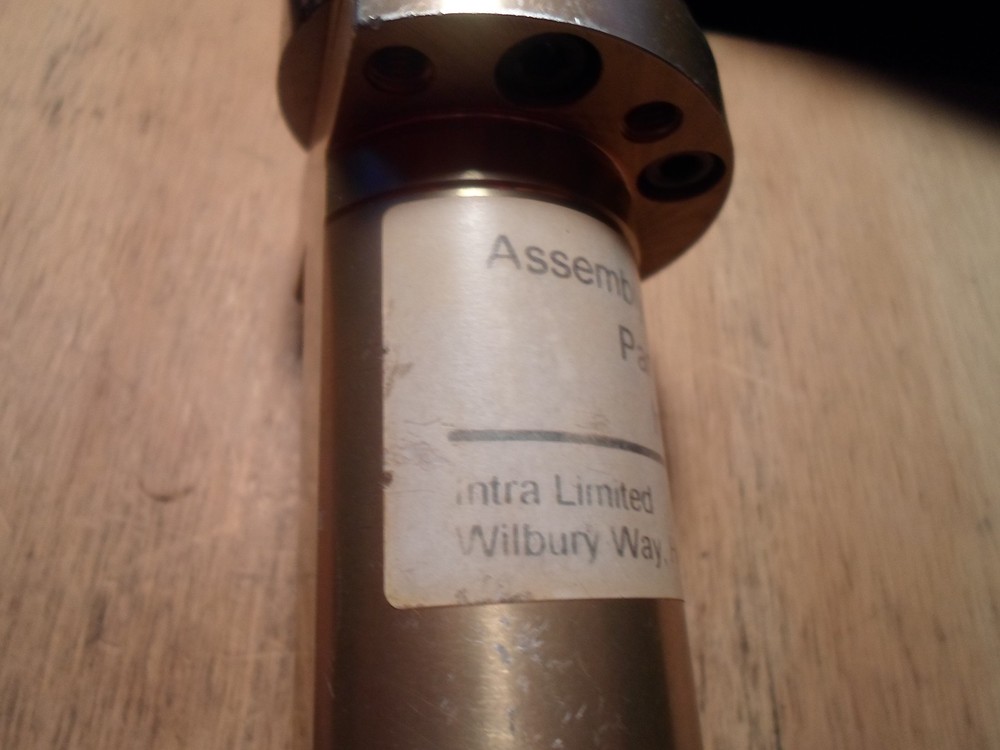 Assemb
Pa
Intra Limited
Wilbury Way,